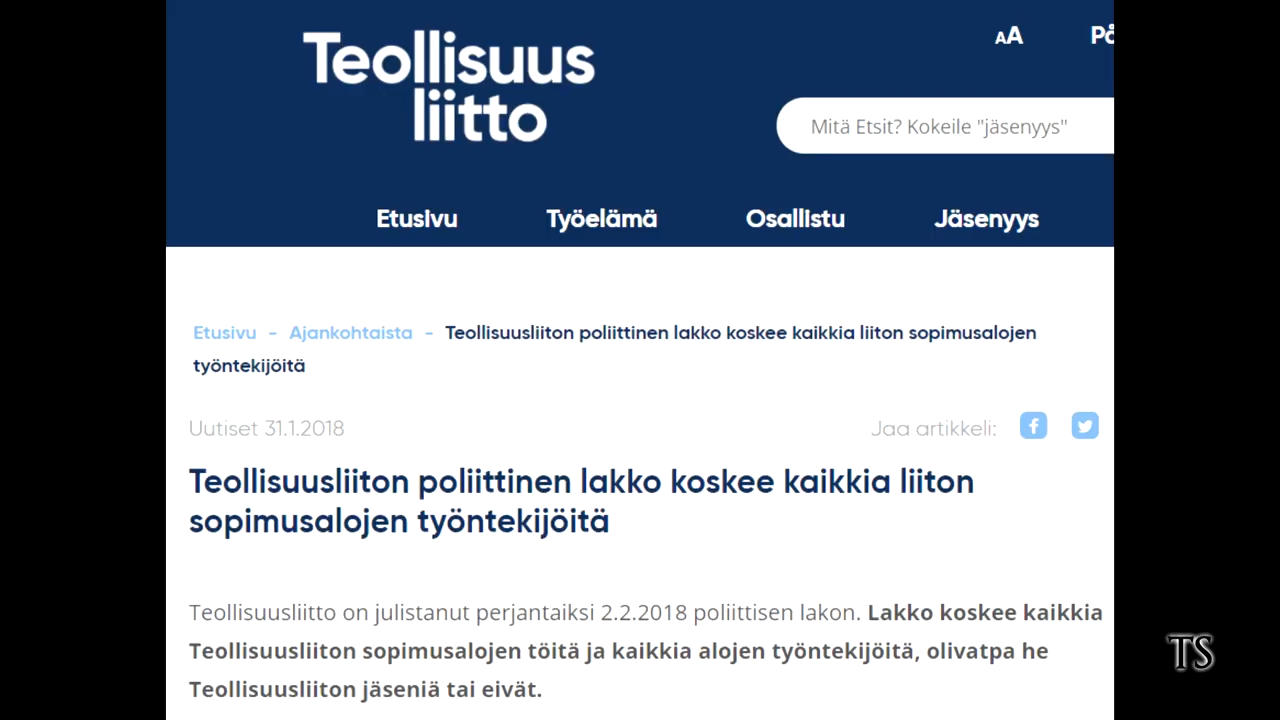 Teollisuus
liitto
AA
På
Mitä Etsit? Kokeile "jäsenyys"
Etusivu Työelämä Osallistu Jäsenyys
Etusivu - Ajankohtaista - Teollisuusliiton poliittinen lakko koskee kaikkia liiton sopimusalojen
työntekijöitä
Uutiset 31.1.2018 Jaa artikkeli:
Teollisuusliiton poliittinen lakko koskee kaikkia liiton
sopimusalojen työntekijöitä
Teollisuusliitto on julistanut perjantaiksi 2.2.2018 poliittisen lakon. Lakko koskee kaikkia
Teollisuusliiton sopimusalojen töitä ja kaikkia alojen työntekijöitä, olivatpa he
Teollisuusliiton jäseniä tai eivät.
TS